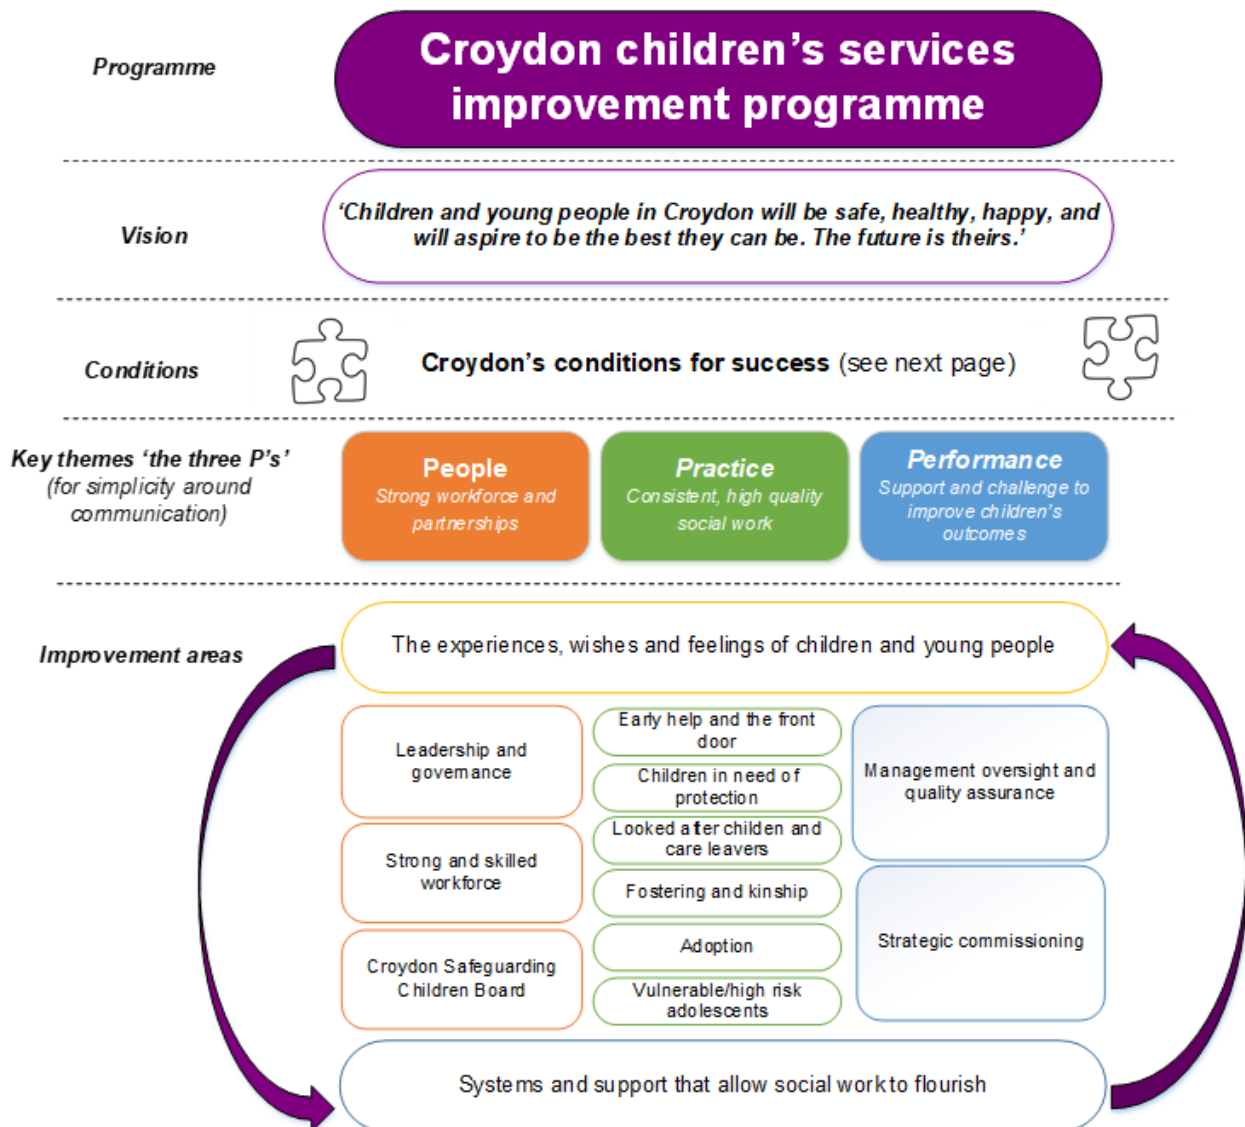 Programme
Croydon children's services
improvement programme
Vision
'Children and young people in Croydon will be safe, healthy, happy, and
will aspire to be the best they can be. The future is theirs.'
Conditions
Croydon's conditions for success (see next page)
Key themes 'the three P's'
(for simplicity around
communication)
People
Strong workforce and
partnerships
Practice
Consistent, high quality
social work
Performance
Support and challenge to
improve children's
outcomes
Improvement areas
The experiences, wishes and feelings of children and young people
Leadership and
governance
Strong and skilled
workforce
Croydon Safeguarding
Children Board
Early help and the front
door
Children in need of
protection
Looked after childen and
care leavers
Fostering and kinship
Adoption
Vulnerable/high risk
adolescents
Management oversight and
quality assurance
Strategic commissioning
Systems and support that allow social work to flourish